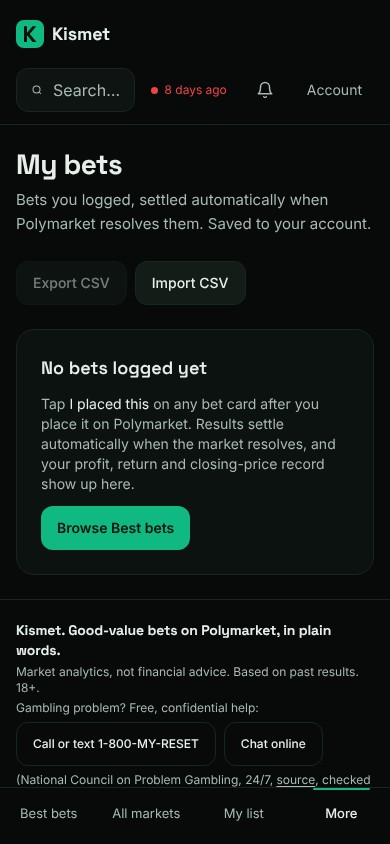 Kismet
Search...
8 days ago
Account
My bets
Bets you logged, settled automatically when
Polymarket resolves them. Saved to your account.
Export CSV
Import CSV
No bets logged yet
Tap I placed this on any bet card after you
place it on Polymarket. Results settle
automatically when the market resolves, and
your profit, return and closing-price record
show up here.
Browse Best bets
Kismet. Good-value bets on Polymarket, in plain
words.
Market analytics, not financial advice. Based on past results.
18+.
Gambling problem? Free, confidential help:
Call or text 1-800-MY-RESET
Chat online
(National Council on Problem Gambling, 24/7, source, checked
Best bets
All markets
My list
More